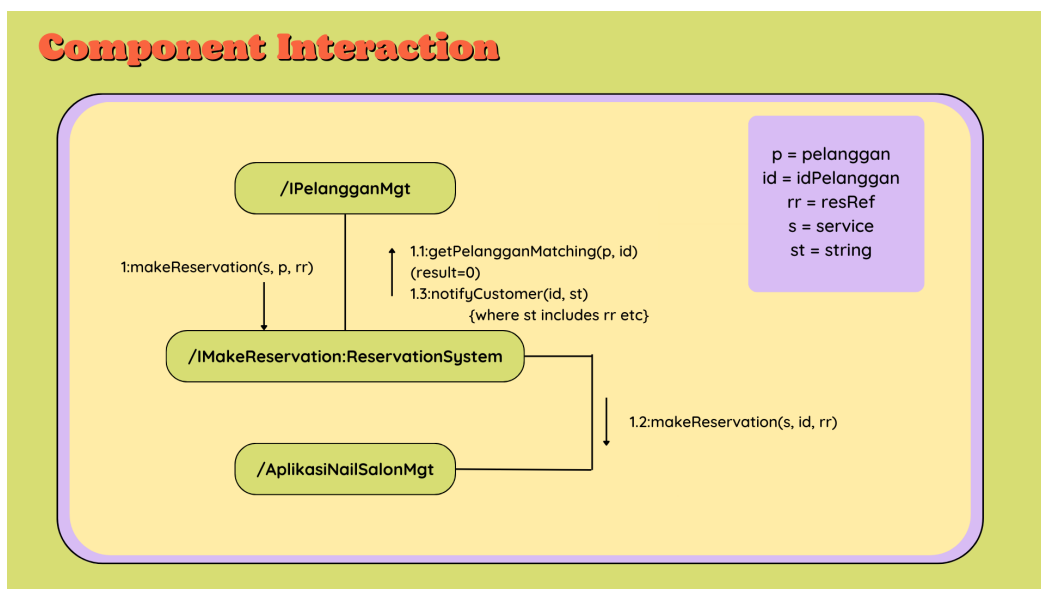 Component Interaction
p = pelanggan
id = idPelanggan
rr = resRef
s = service
st = string
/IPelangganMgt
1:makeReservation(s, p, rr)
1.1:getPelangganMatching(p, id)
(result=0)
1.3:notifyCustomer(id, st)
{where st includes rr etc}
/IMakeReservation:ReservationSystem
1.2:makeReservation(s, id, rr)
/AplikasiNailSalonMgt